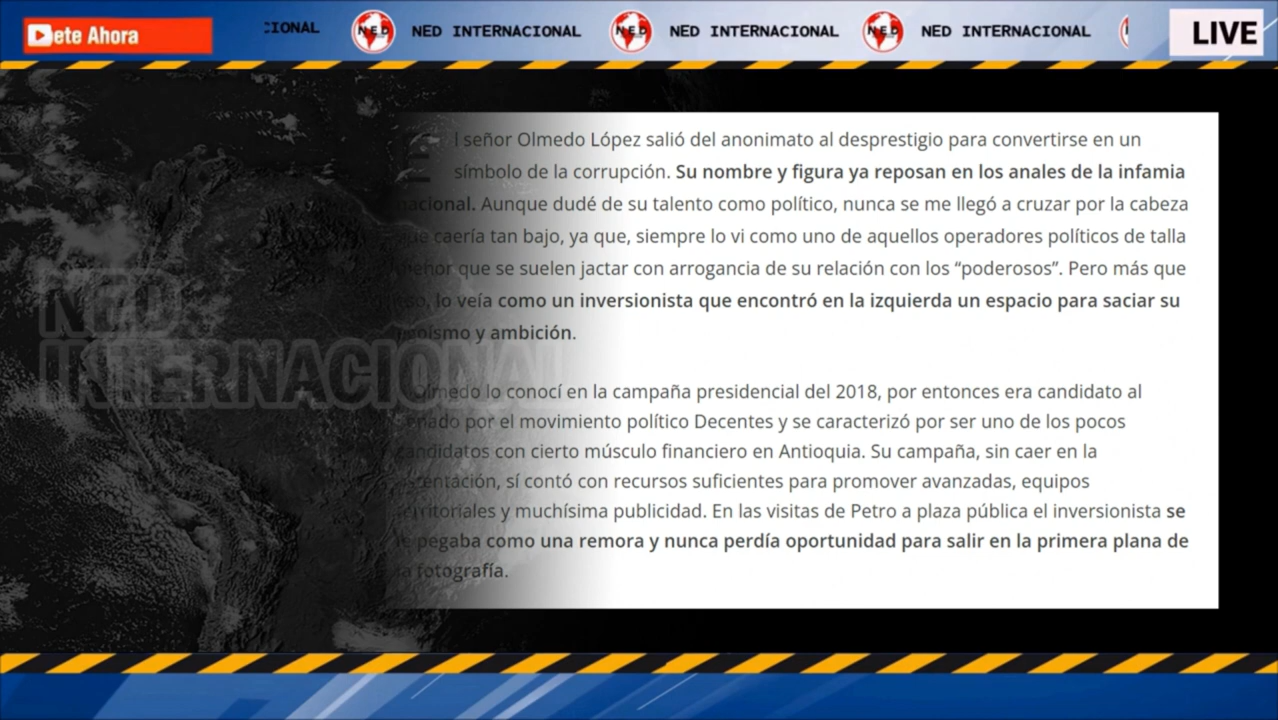 ete Ahora
CIONAL
NED
NED INTERNACIONAL
NED
NED INTERNACIONAL
NED
NED INTERNACIONAL
LIVE
l señor Olmedo López salió del anonimato al desprestigio para convertirse en un
símbolo de la corrupción. Su nombre y figura ya reposan en los anales de la infamia
nacional. Aunque dudé de su talento como político, nunca se me llegó a cruzar por la cabeza
que caería tan bajo, ya que, siempre lo vi como uno de aquellos operadores políticos de talla
menor que se suelen jactar con arrogancia de su relación con los “poderosos”. Pero más que
eso, lo veía como un inversionista que encontró en la izquierda un espacio para saciar su
y ambición.
Olmedo lo conocí en la campaña presidencial del 2018, por entonces era candidato al
senado por el movimiento político Decentes y se caracterizó por ser uno de los pocos
candidatos con cierto músculo financiero en Antioquia. Su campaña, sin caer en la
ostentación, sí contó con recursos suficientes para promover avanzadas, equipos
territoriales y muchísima publicidad. En las visitas de Petro a plaza pública el inversionista se
le pegaba como una remora y nunca perdía oportunidad para salir en la primera plana de
la fotografía.
NED
INTERNACIONAL